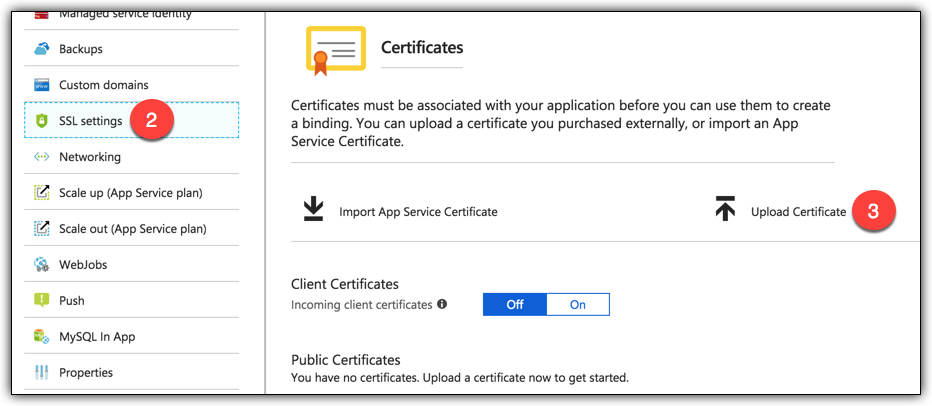 Managed service identity
Backups
Custom domains
SSL settings
2
Networking
Scale up (App Service plan)
Scale out (App Service plan)
WebJobs
Push
MySQL In App
Properties
Certificates
Certificates must be associated with your application before you can use them to create
a binding. You can upload a certificate you purchased externally, or import an App
Service Certificate.
Import App Service Certificate
Upload Certificate
3
Client Certificates
Incoming client certificates
Off
On
Public Certificates
You have no certificates. Upload a certificate now to get started.